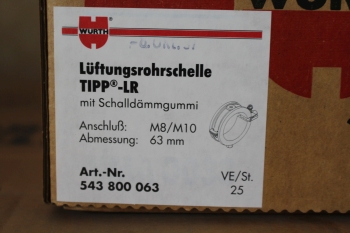 WÜRTH
WÜRTH
Lüftungsrohrschelle
TIPP®-LR
mit Schalldämmgummi
Anschluß: M8/M10
Abmessung: 63 mm
Art.-Nr. VE/St.
543 800 063 25